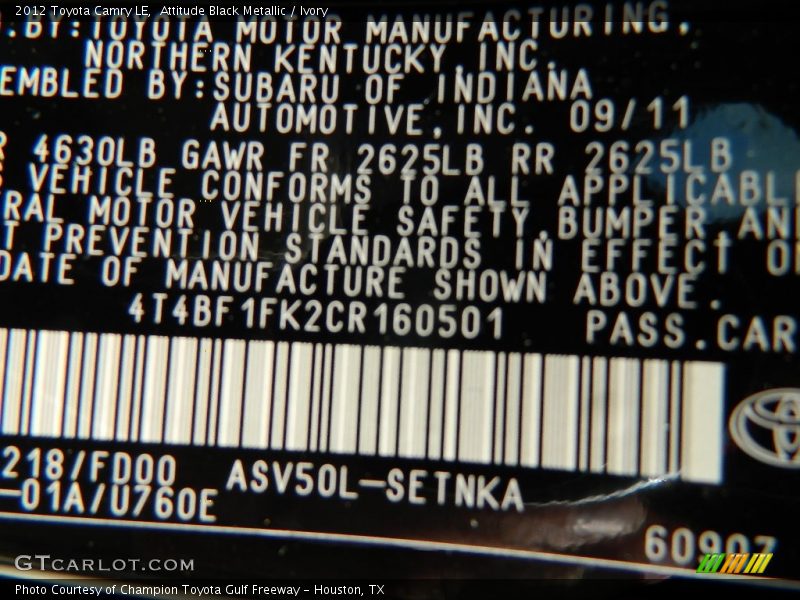 2012 Toyota Camry LE,  Attitude Black Metallic / Ivory
.BY:TOYOTA MOTOR MANUFACTURING,
NORTHERN KENTUCKY,INC.
EMBLED BY:SUBARU OF INDIANA
AUTOMOTIVE,INC. 09/11
R 4630LB GAWR FR 2625LB RR 2625LB
VEHICLE CONFORMS TO ALL APPLICABL
RAL MOTOR VEHICLE SAFETY,BUMPER,AN
T PREVENTION STANDARDS IN EFFECT O
DATE OF MANUFACTURE SHOWN ABOVE.
4T4BF1FK2CR160501 PASS.CAR
218/FD00 ASV50L-SETNKA
-01A/U760E
60907
GTCARLOT.COM
Photo Courtesy of Champion Toyota Gulf Freeway - Houston, TX